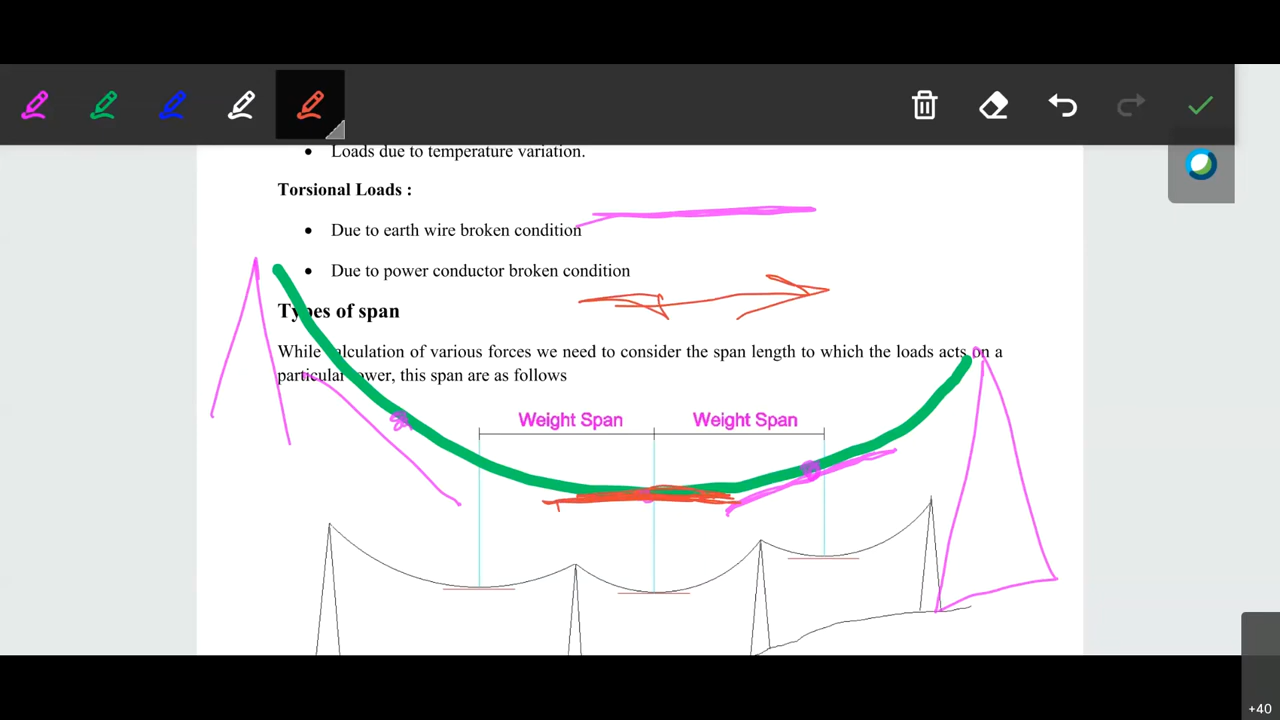 Loads due to temperature variation.
Torsional Loads :
Due to earth wire broken condition
Due to power conductor broken condition
Types of span
While calculation of various forces we need to consider the span length to which the loads acts on a
particular tower, this span are as follows
Weight Span Weight Span
+40